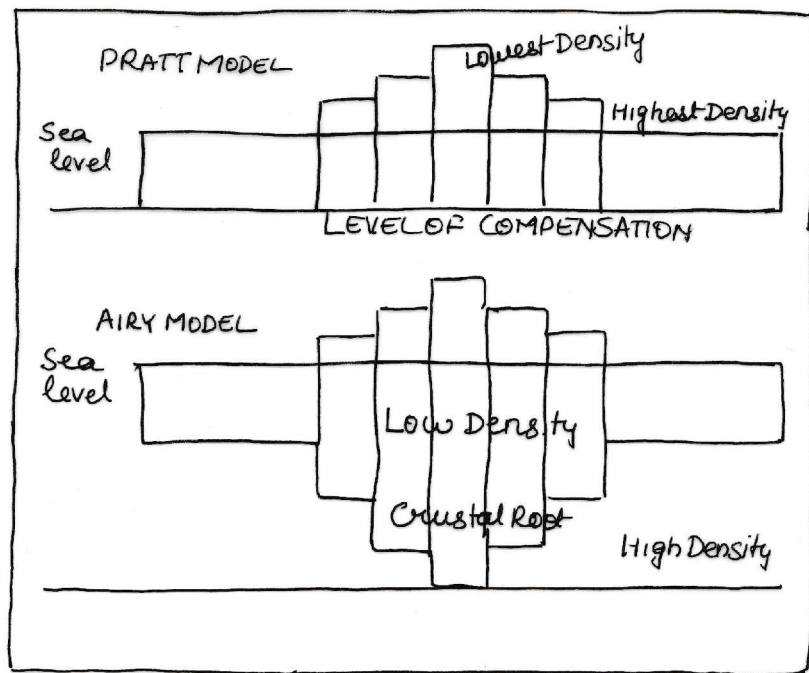 PRATT MODEL
Lowest Density
Highest Density
Sea
level
LEVEL OF COMPENSATION
AIRY MODEL
Sea
level
Low Density
Crustal Root
High Density